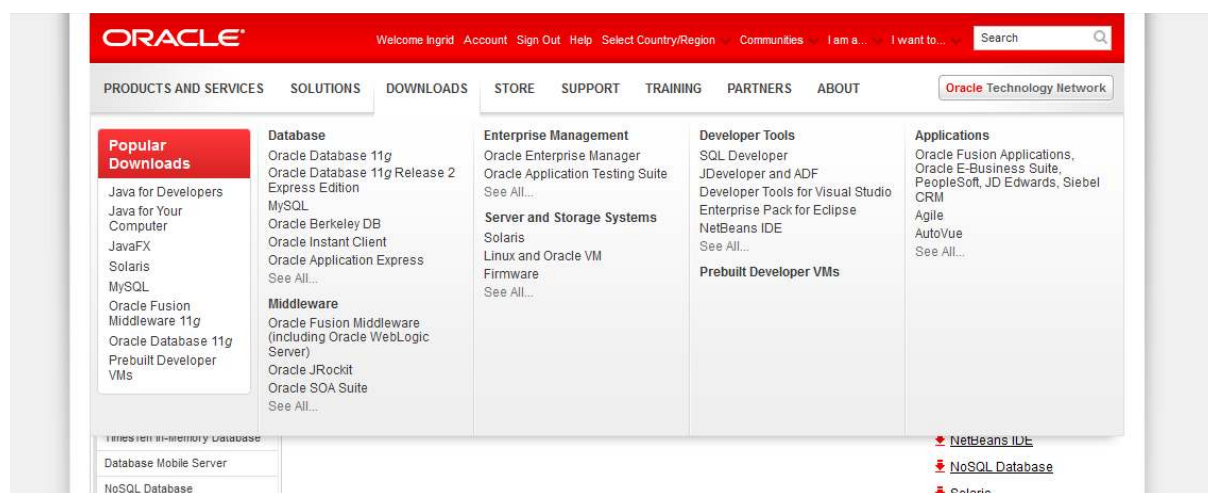 ORACLE®
Welcome Ingrid Account Sign Out Help Select Country/Region Communities I am a... I want to... Search
PRODUCTS AND SERVICES SOLUTIONS DOWNLOADS STORE SUPPORT TRAINING PARTNERS ABOUT Oracle Technology Network
Popular
Downloads
Java for Developers
Java for Your
Computer
JavaFX
Solaris
MySQL
Oracle Fusion
Middleware 11g
Oracle Database 11g
Prebuilt Developer
VMs
Database
Oracle Database 11g
Oracle Database 11g Release 2
Express Edition
MySQL
Oracle Berkeley DB
Oracle Instant Client
Oracle Application Express
See All...
Middleware
Oracle Fusion Middleware
(including Oracle WebLogic
Server)
Oracle JRockit
Oracle SOA Suite
See All...
Enterprise Management
Oracle Enterprise Manager
Oracle Application Testing Suite
See All...
Server and Storage Systems
Solaris
Linux and Oracle VM
Firmware
See All...
Developer Tools
SQL Developer
JDeveloper and ADF
Developer Tools for Visual Studio
Enterprise Pack for Eclipse
NetBeans IDE
See All...
Prebuilt Developer VMs
Applications
Oracle Fusion Applications,
Oracle E-Business Suite,
PeopleSoft, JD Edwards, Siebel
CRM
Agile
AutoVue
See All...
TimesTen In-Memory Database
Database Mobile Server
NoSQL Database
NetBeans IDE
NoSQL Database
Solaris